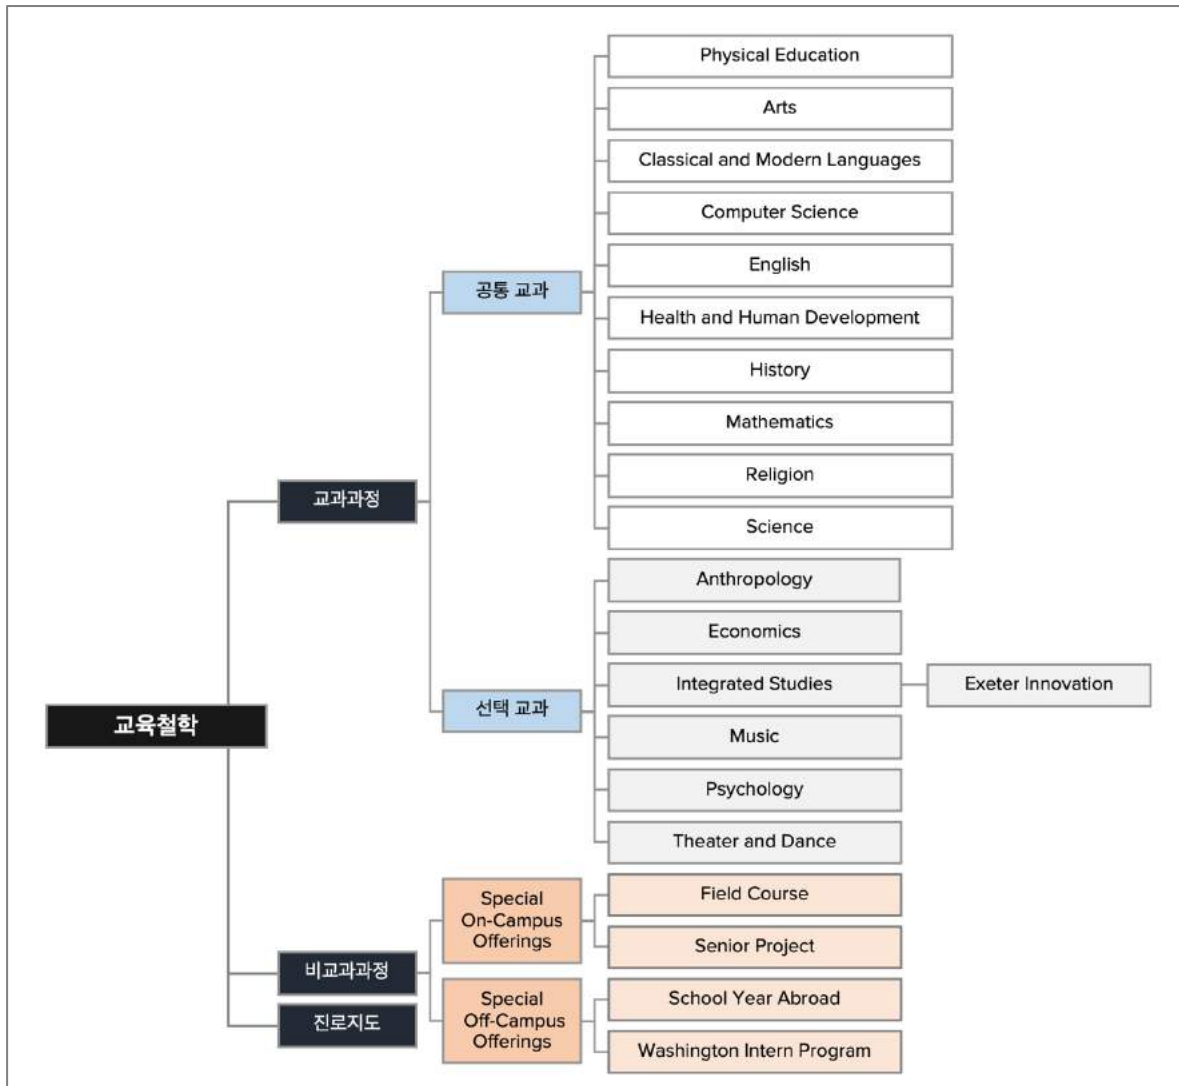 교육철학
교과과정
공통 교과
Physical Education
Arts
Classical and Modern Languages
Computer Science
English
Health and Human Development
History
Mathematics
Religion
Science
선택 교과
Anthropology
Economics
Integrated Studies
Exeter Innovation
Music
Psychology
Theater and Dance
비교과과정
Special
On-Campus
Offerings
Field Course
Senior Project
Special
Off-Campus
Offerings
School Year Abroad
Washington Intern Program
진로지도